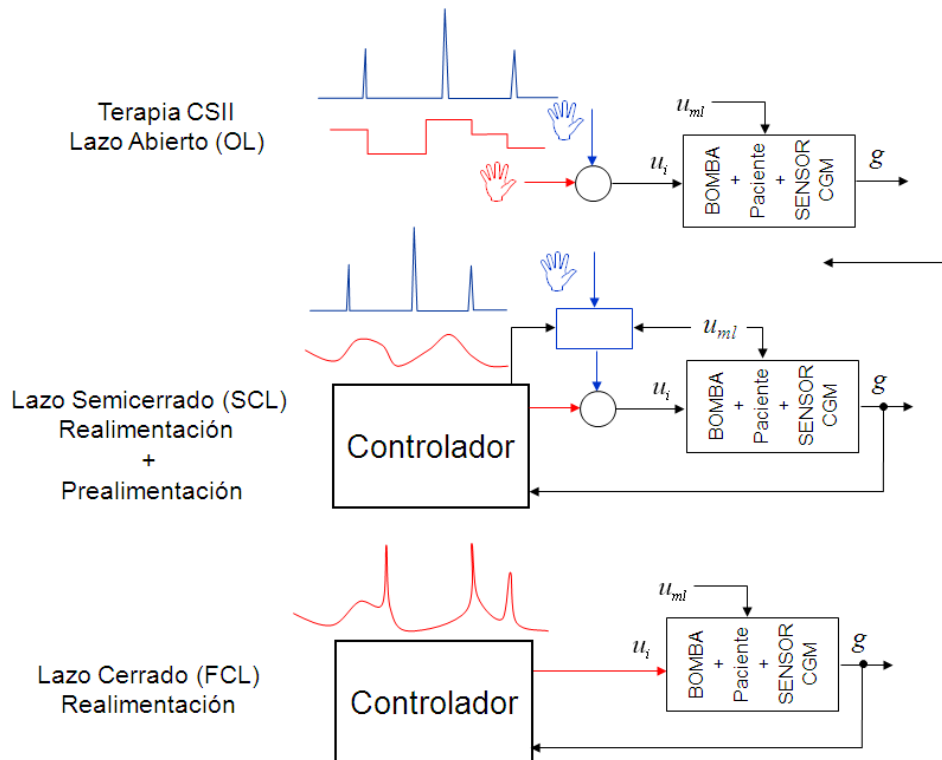 Terapia CSII
Lazo Abierto (OL)
u_ml
u_i
BOMBA
+
Paciente
+
SENSOR
CGM
g
Lazo Semicerrado (SCL)
Realimentación
+
Prealimentación
Controlador
u_ml
u_i
BOMBA
+
Paciente
+
SENSOR
CGM
g
Lazo Cerrado (FCL)
Realimentación
Controlador
u_ml
u_i
BOMBA
+
Paciente
+
SENSOR
CGM
g